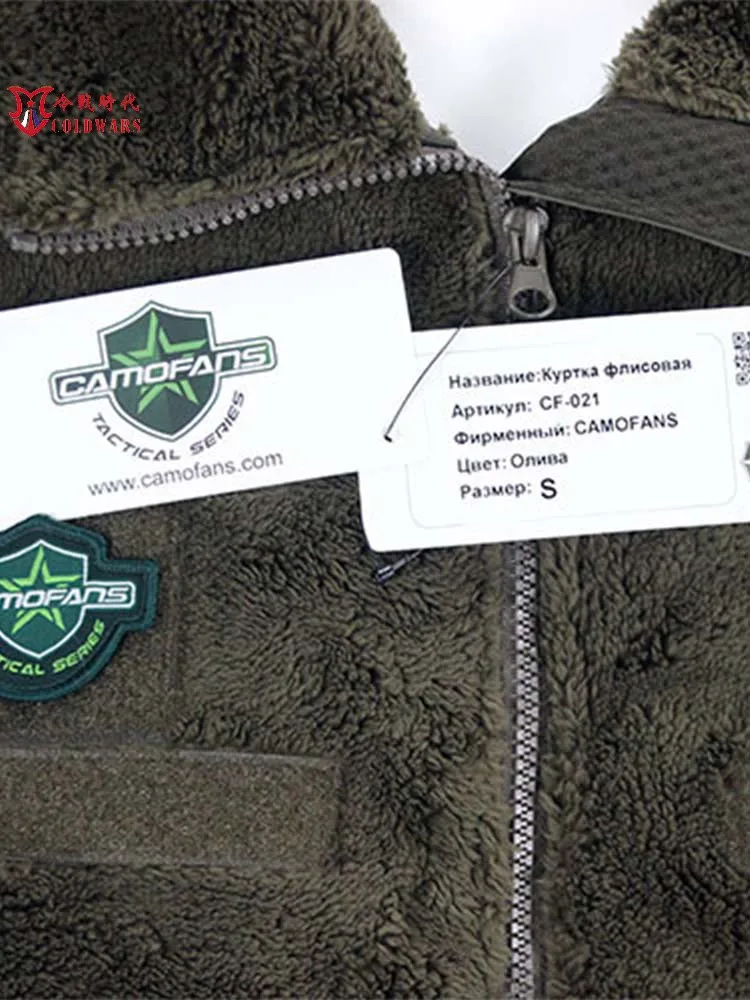 冷戰時代
COLDWARS
CAMOFANS
TACTICAL SERIES
www.camofans.com
Название:Куртка флисовая
Артикул: CF-021
Фирменный: CAMOFANS
Цвет: Олива
Размер: S
MOFANS
TICAL SERIES